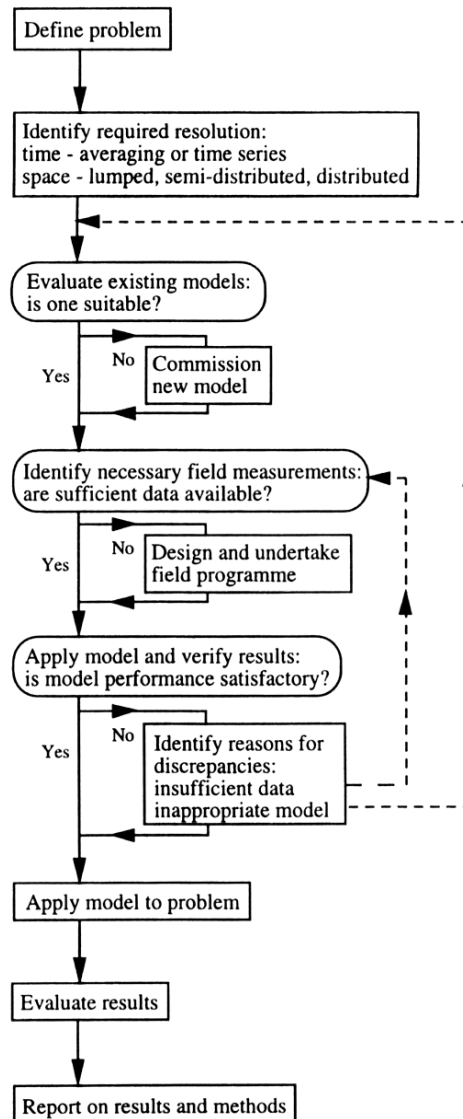 Define problem
Identify required resolution:
time - averaging or time series
space - lumped, semi-distributed, distributed
Evaluate existing models:
is one suitable?
No
Yes
Commission
new model
Identify necessary field measurements:
are sufficient data available?
No
Yes
Design and undertake
field programme
Apply model and verify results:
is model performance satisfactory?
No
Yes
Identify reasons for
discrepancies:
insufficient data
inappropriate model
Apply model to problem
Evaluate results
Report on results and methods